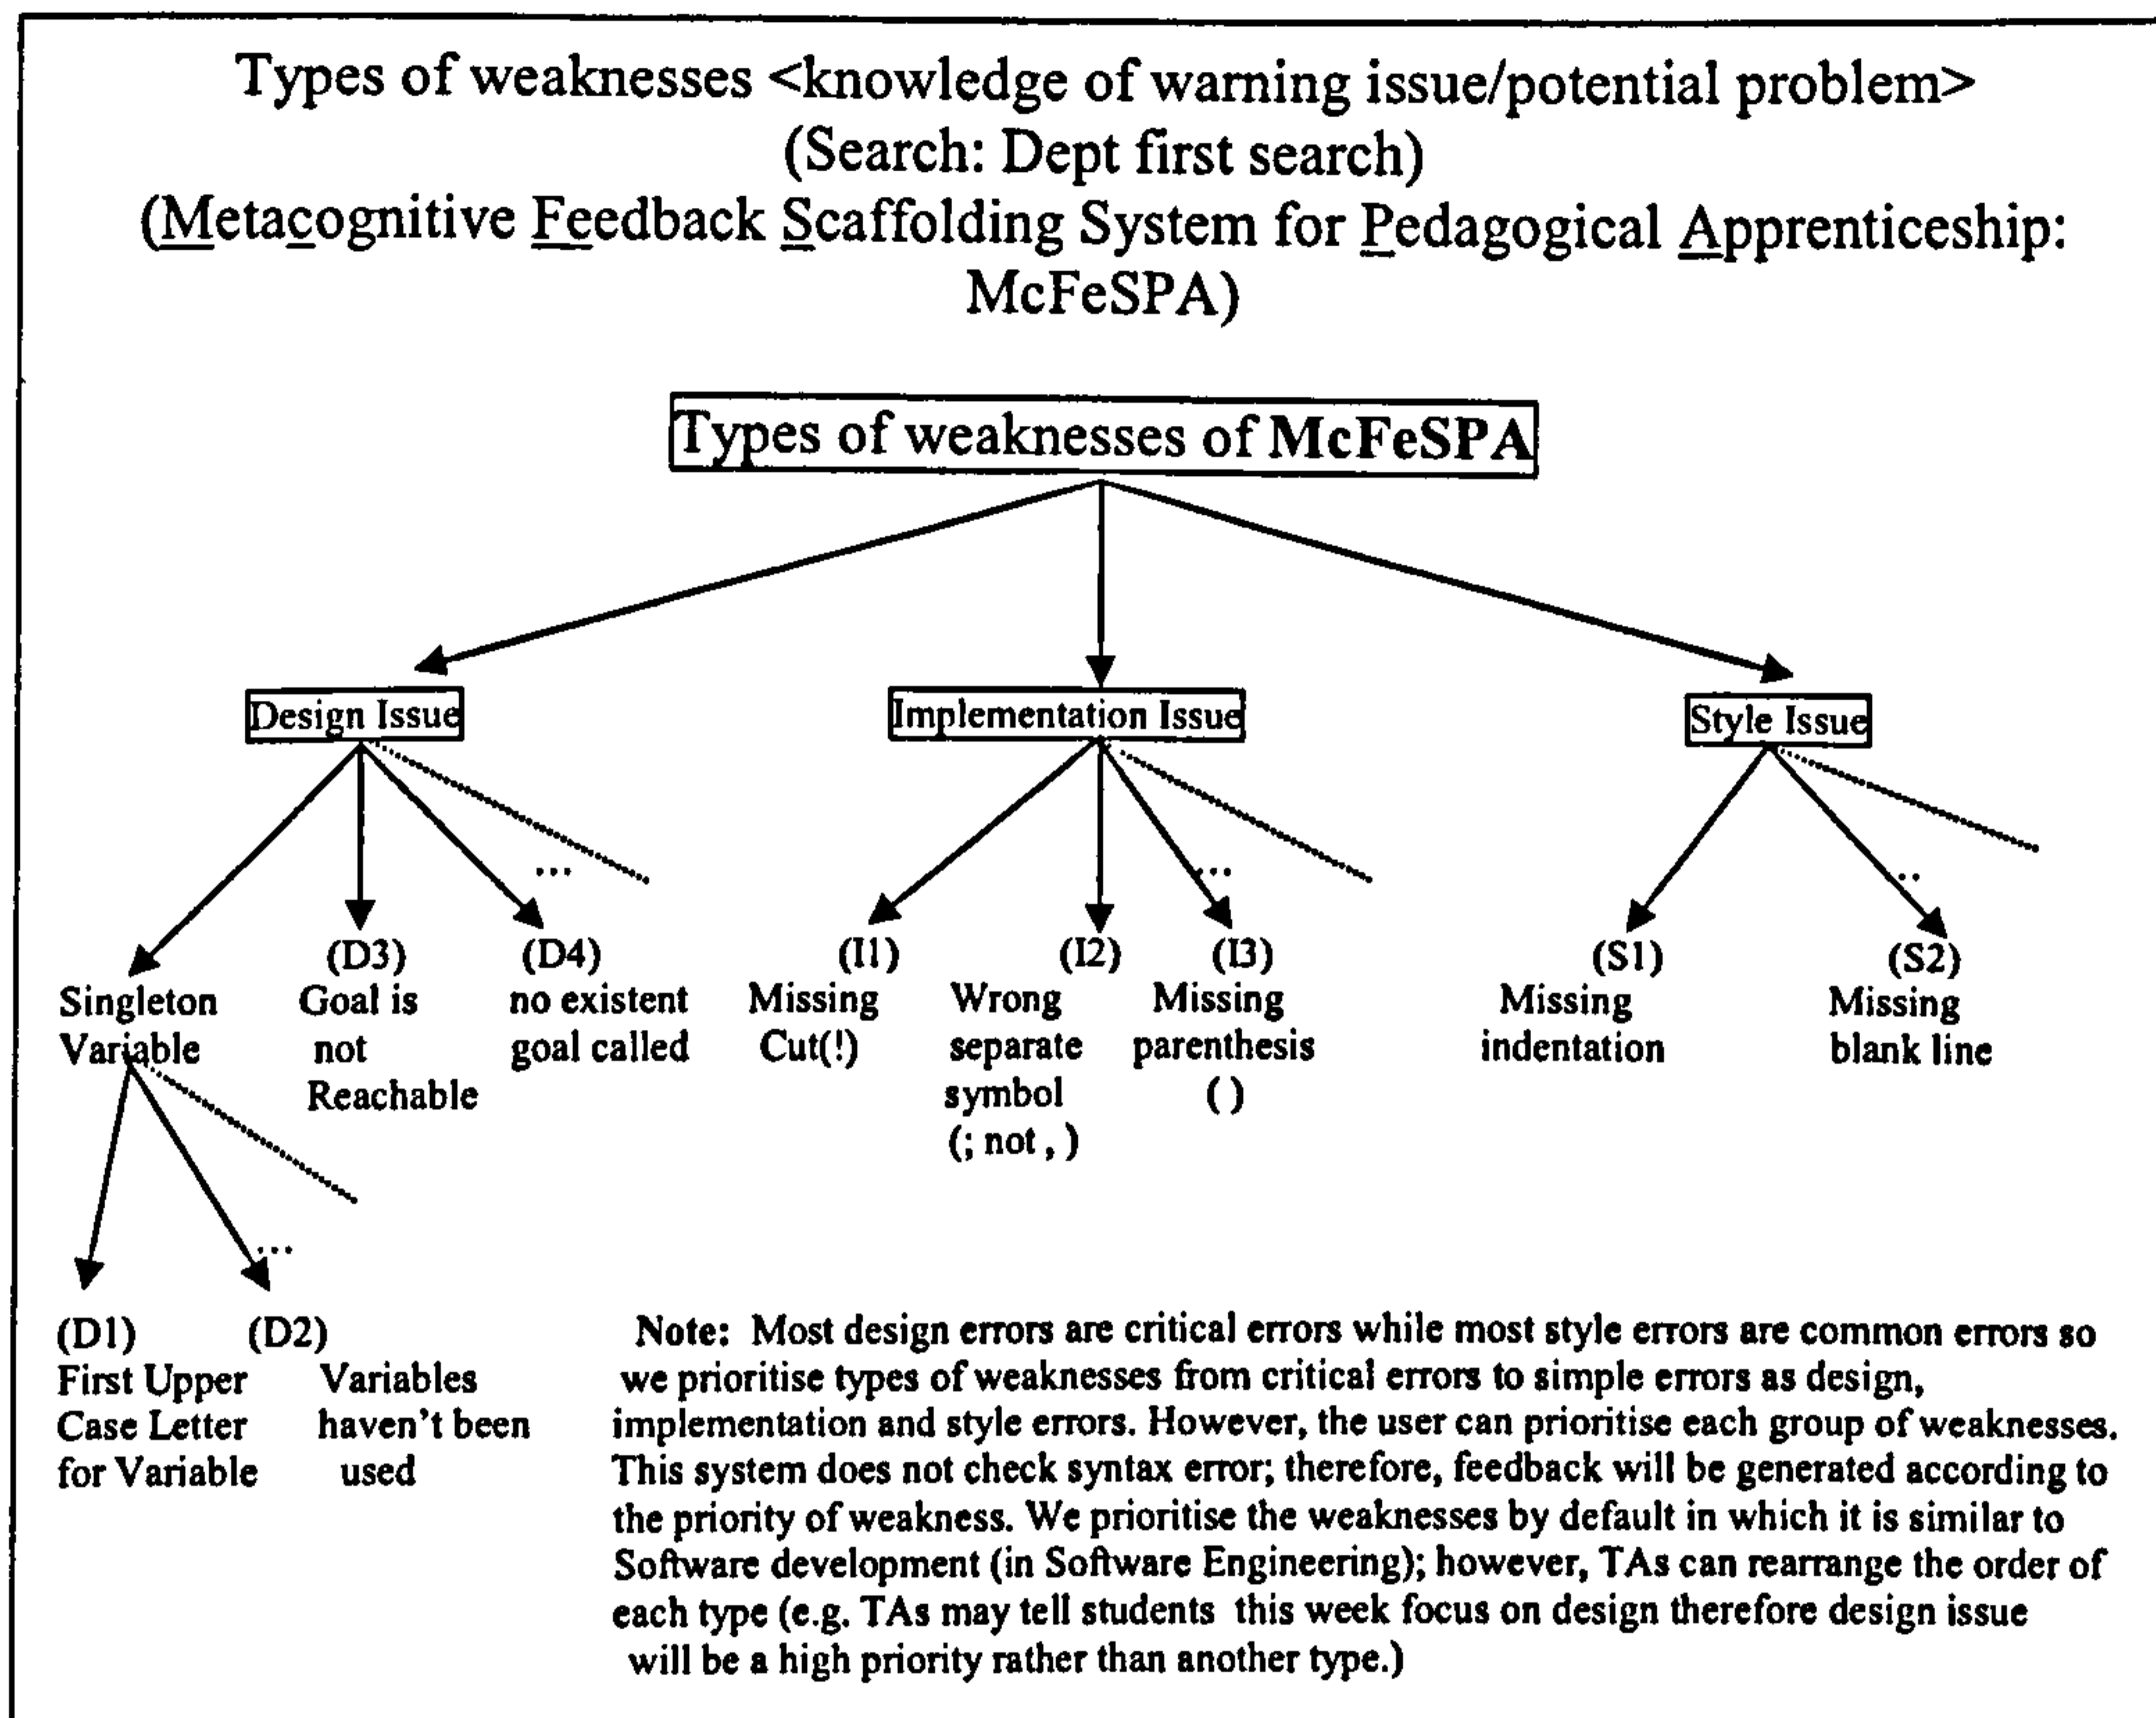 Types of weaknesses <knowledge of warning issue/potential problem>
(Search: Dept first search)
(Metacognitive Feedback Scaffolding System for Pedagogical Apprenticeship:
McFeSPA)
Types of weaknesses of McFeSPA
Design Issue
Implementation Issue
Style Issue
...
...
..
Singleton
Variable
(D3)
Goal is
not
Reachable
(D4)
no existent
goal called
(I1)
Missing
Cut(!)
(I2)
Wrong
separate
symbol
(; not , )
(I3)
Missing
parenthesis
( )
(S1)
Missing
indentation
(S2)
Missing
blank line
...
(D1)
First Upper
Case Letter
for Variable
(D2)
Variables
haven't been
used
Note: Most design errors are critical errors while most style errors are common errors so
we prioritise types of weaknesses from critical errors to simple errors as design,
implementation and style errors. However, the user can prioritise each group of weaknesses.
This system does not check syntax error; therefore, feedback will be generated according to
the priority of weakness. We prioritise the weaknesses by default in which it is similar to
Software development (in Software Engineering); however, TAs can rearrange the order of
each type (e.g. TAs may tell students this week focus on design therefore design issue
will be a high priority rather than another type.)